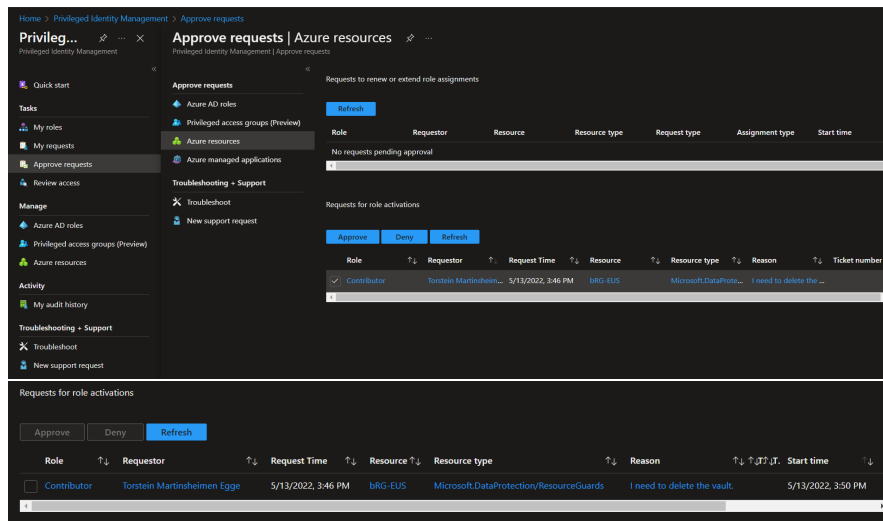 Home > Privileged Identity Management > Approve requests
Privileg... ··· ×
Privileged Identity Management
«
Quick start
Tasks
My roles
My requests
Approve requests
Review access
Manage
Azure AD roles
Privileged access groups (Preview)
Azure resources
Activity
My audit history
Troubleshooting + Support
Troubleshoot
New support request
Approve requests | Azure resources ···
Privileged Identity Management | Approve requests
«
Approve requests
Azure AD roles
Privileged access groups (Preview)
Azure resources
Azure managed applications
Troubleshooting + Support
Troubleshoot
New support request
Requests to renew or extend role assignments
Refresh
Role Requestor Resource Resource type Request type Assignment type Start time
No requests pending approval
Requests for role activations
Approve Deny Refresh
Role ↑↓ Requestor ↑↓ Request Time ↑↓ Resource ↑↓ Resource type ↑↓ Reason ↑↓ Ticket number
Contributor Torstein Martinsheim... 5/13/2022, 3:46 PM bRG-EUS Microsoft.DataProte... I need to delete the ...
Requests for role activations
Approve Deny Refresh
Role ↑↓ Requestor ↑↓ Request Time ↑↓ Resource ↑↓ Resource type ↑↓ Reason ↑↓ Start time ↑↓
Contributor Torstein Martinsheimen Egge 5/13/2022, 3:46 PM bRG-EUS Microsoft.DataProtection/ResourceGuards I need to delete the vault. 5/13/2022, 3:50 PM